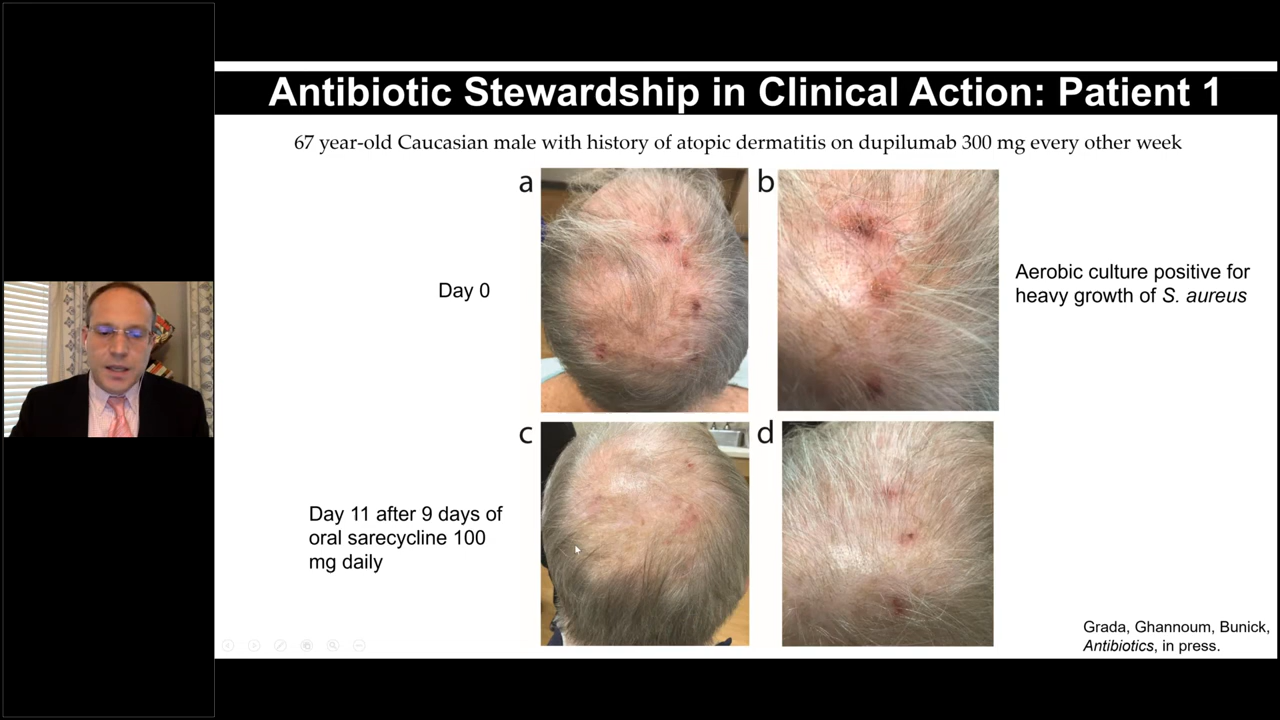 Antibiotic Stewardship in Clinical Action: Patient 1
67 year-old Caucasian male with history of atopic dermatitis on dupilumab 300 mg every other week
a
b
Day 0
Aerobic culture positive for
heavy growth of S. aureus
c
d
Day 11 after 9 days of
oral sarecycline 100
mg daily
Grada, Ghannoum, Bunick,
Antibiotics, in press.